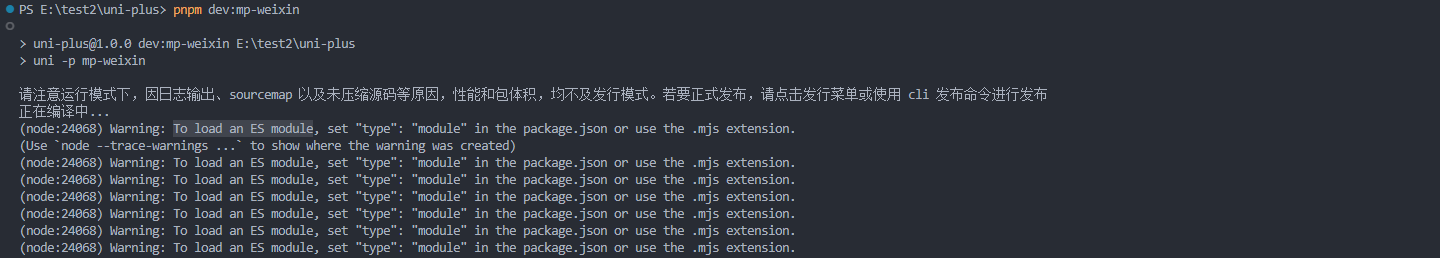 PS E:\test2\uni-plus> pnpm dev:mp-weixin
> uni-plus@1.0.0 dev:mp-weixin E:\test2\uni-plus
> uni -p mp-weixin
请注意运行模式下，因日志输出、sourcemap 以及未压缩源码等原因，性能和包体积，均不及发行模式。若要正式发布，请点击发行菜单或使用 cli 发布命令进行发布
正在编译中...
(node:24068) Warning: To load an ES module, set "type": "module" in the package.json or use the .mjs extension.
(Use `node --trace-warnings ...` to show where the warning was created)
(node:24068) Warning: To load an ES module, set "type": "module" in the package.json or use the .mjs extension.
(node:24068) Warning: To load an ES module, set "type": "module" in the package.json or use the .mjs extension.
(node:24068) Warning: To load an ES module, set "type": "module" in the package.json or use the .mjs extension.
(node:24068) Warning: To load an ES module, set "type": "module" in the package.json or use the .mjs extension.
(node:24068) Warning: To load an ES module, set "type": "module" in the package.json or use the .mjs extension.
(node:24068) Warning: To load an ES module, set "type": "module" in the package.json or use the .mjs extension.